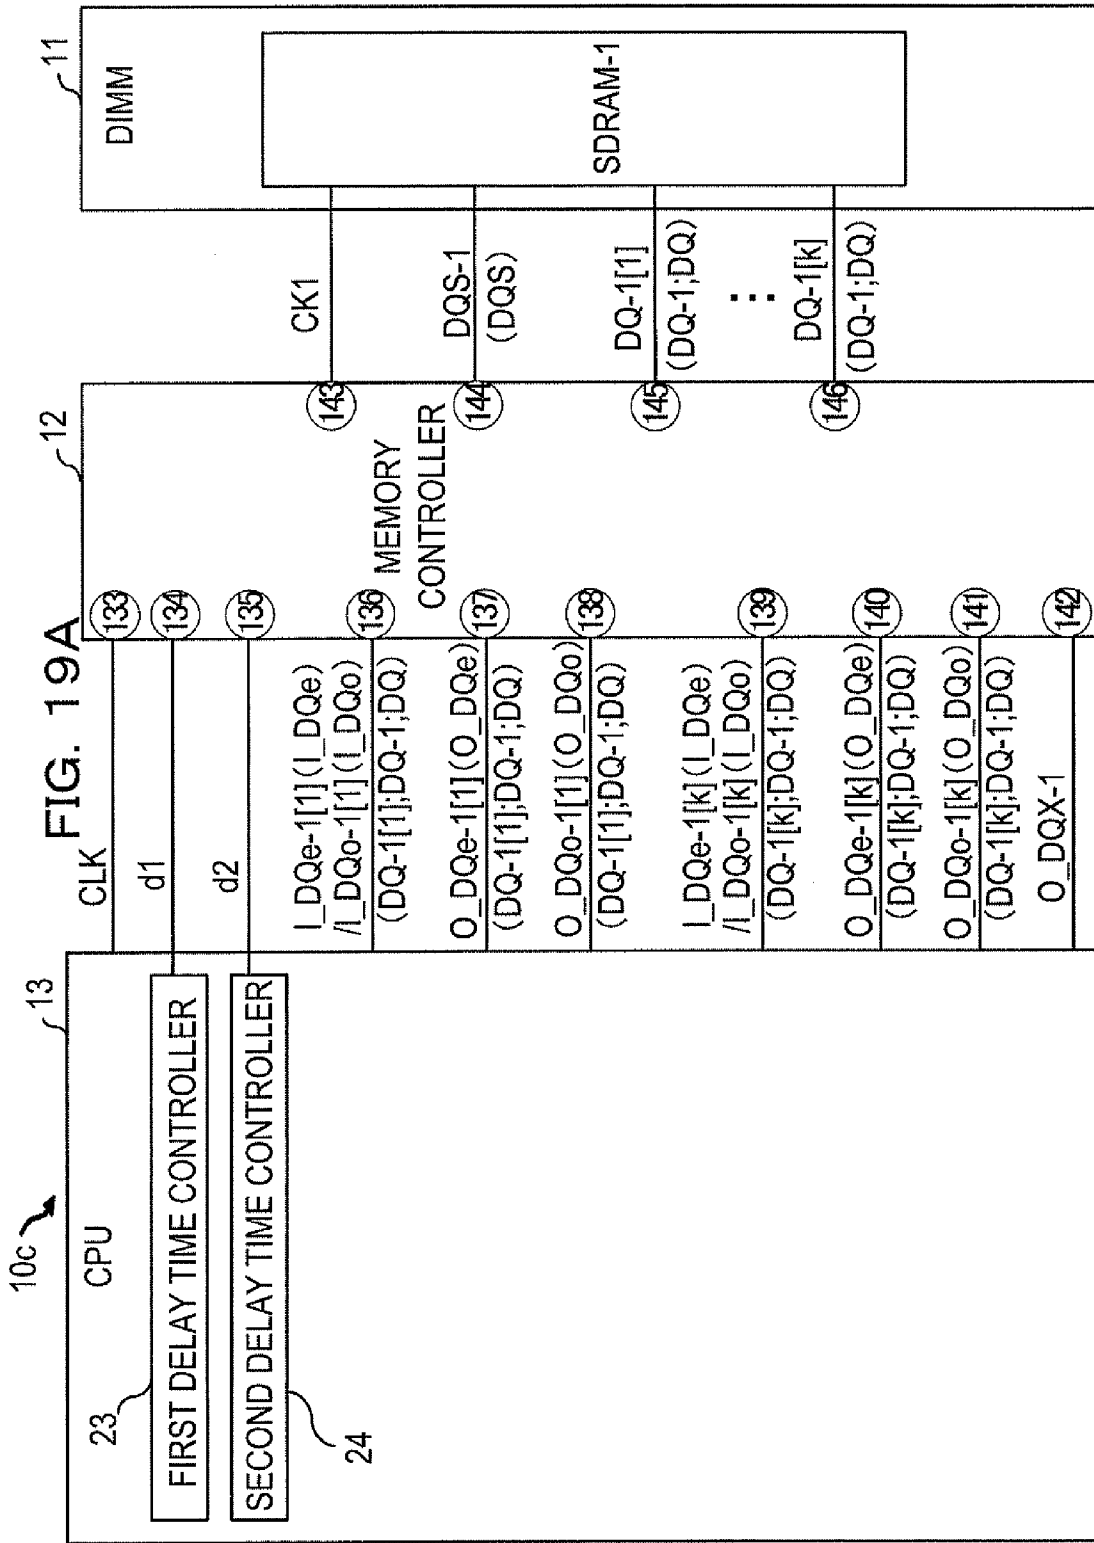 FIG. 19A
10c
13
CPU
23
FIRST DELAY TIME CONTROLLER
SECOND DELAY TIME CONTROLLER
24
CLK
d1
d2
I_DQe-1[1](I_DQe)
/I_DQo-1[1](I_DQo)
(DQ-1[1];DQ-1;DQ)
O_DQe-1[1](O_DQe)
(DQ-1[1];DQ-1;DQ)
O_DQo-1[1](O_DQo)
(DQ-1[1];DQ-1;DQ)
I_DQe-1[k](I_DQe)
/I_DQo-1[k](I_DQo)
(DQ-1[k];DQ-1;DQ)
O_DQe-1[k](O_DQe)
(DQ-1[k];DQ-1;DQ)
O_DQo-1[k](O_DQo)
(DQ-1[k];DQ-1;DQ)
O_DQX-1
12
133
134
135
136
137
138
139
140
141
142
MEMORY
CONTROLLER
143
144
145
146
CK1
DQS-1
(DQS)
DQ-1[1]
(DQ-1;DQ)
...
DQ-1[k]
(DQ-1;DQ)
11
DIMM
SDRAM-1